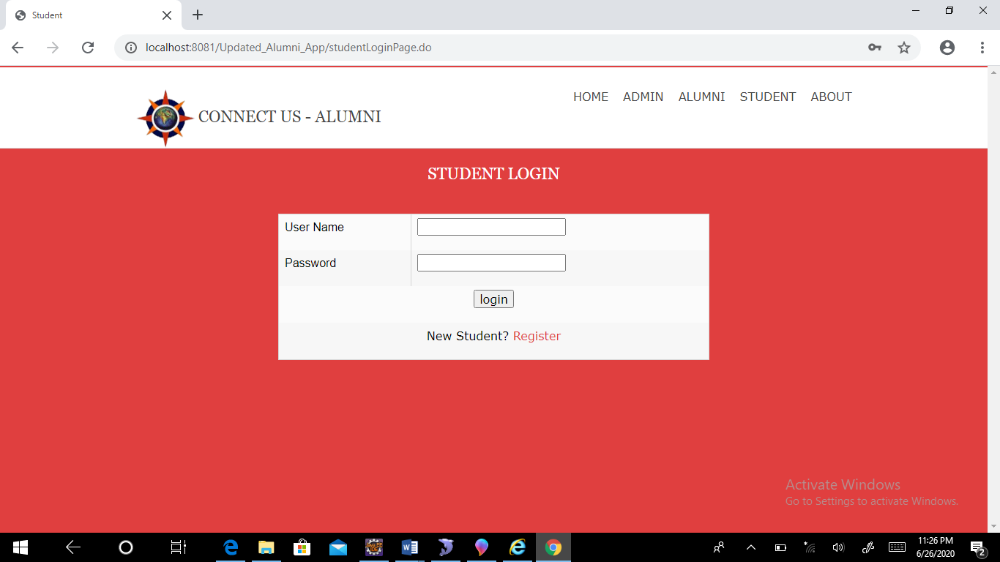 Student
localhost:8081/Updated_Alumni_App/studentLoginPage.do
HOME ADMIN ALUMNI STUDENT ABOUT
CONNECT US - ALUMNI
STUDENT LOGIN
User Name
Password
login
New Student? Register
Activate Windows
Go to Settings to activate Windows.
11:26 PM
6/26/2020
2